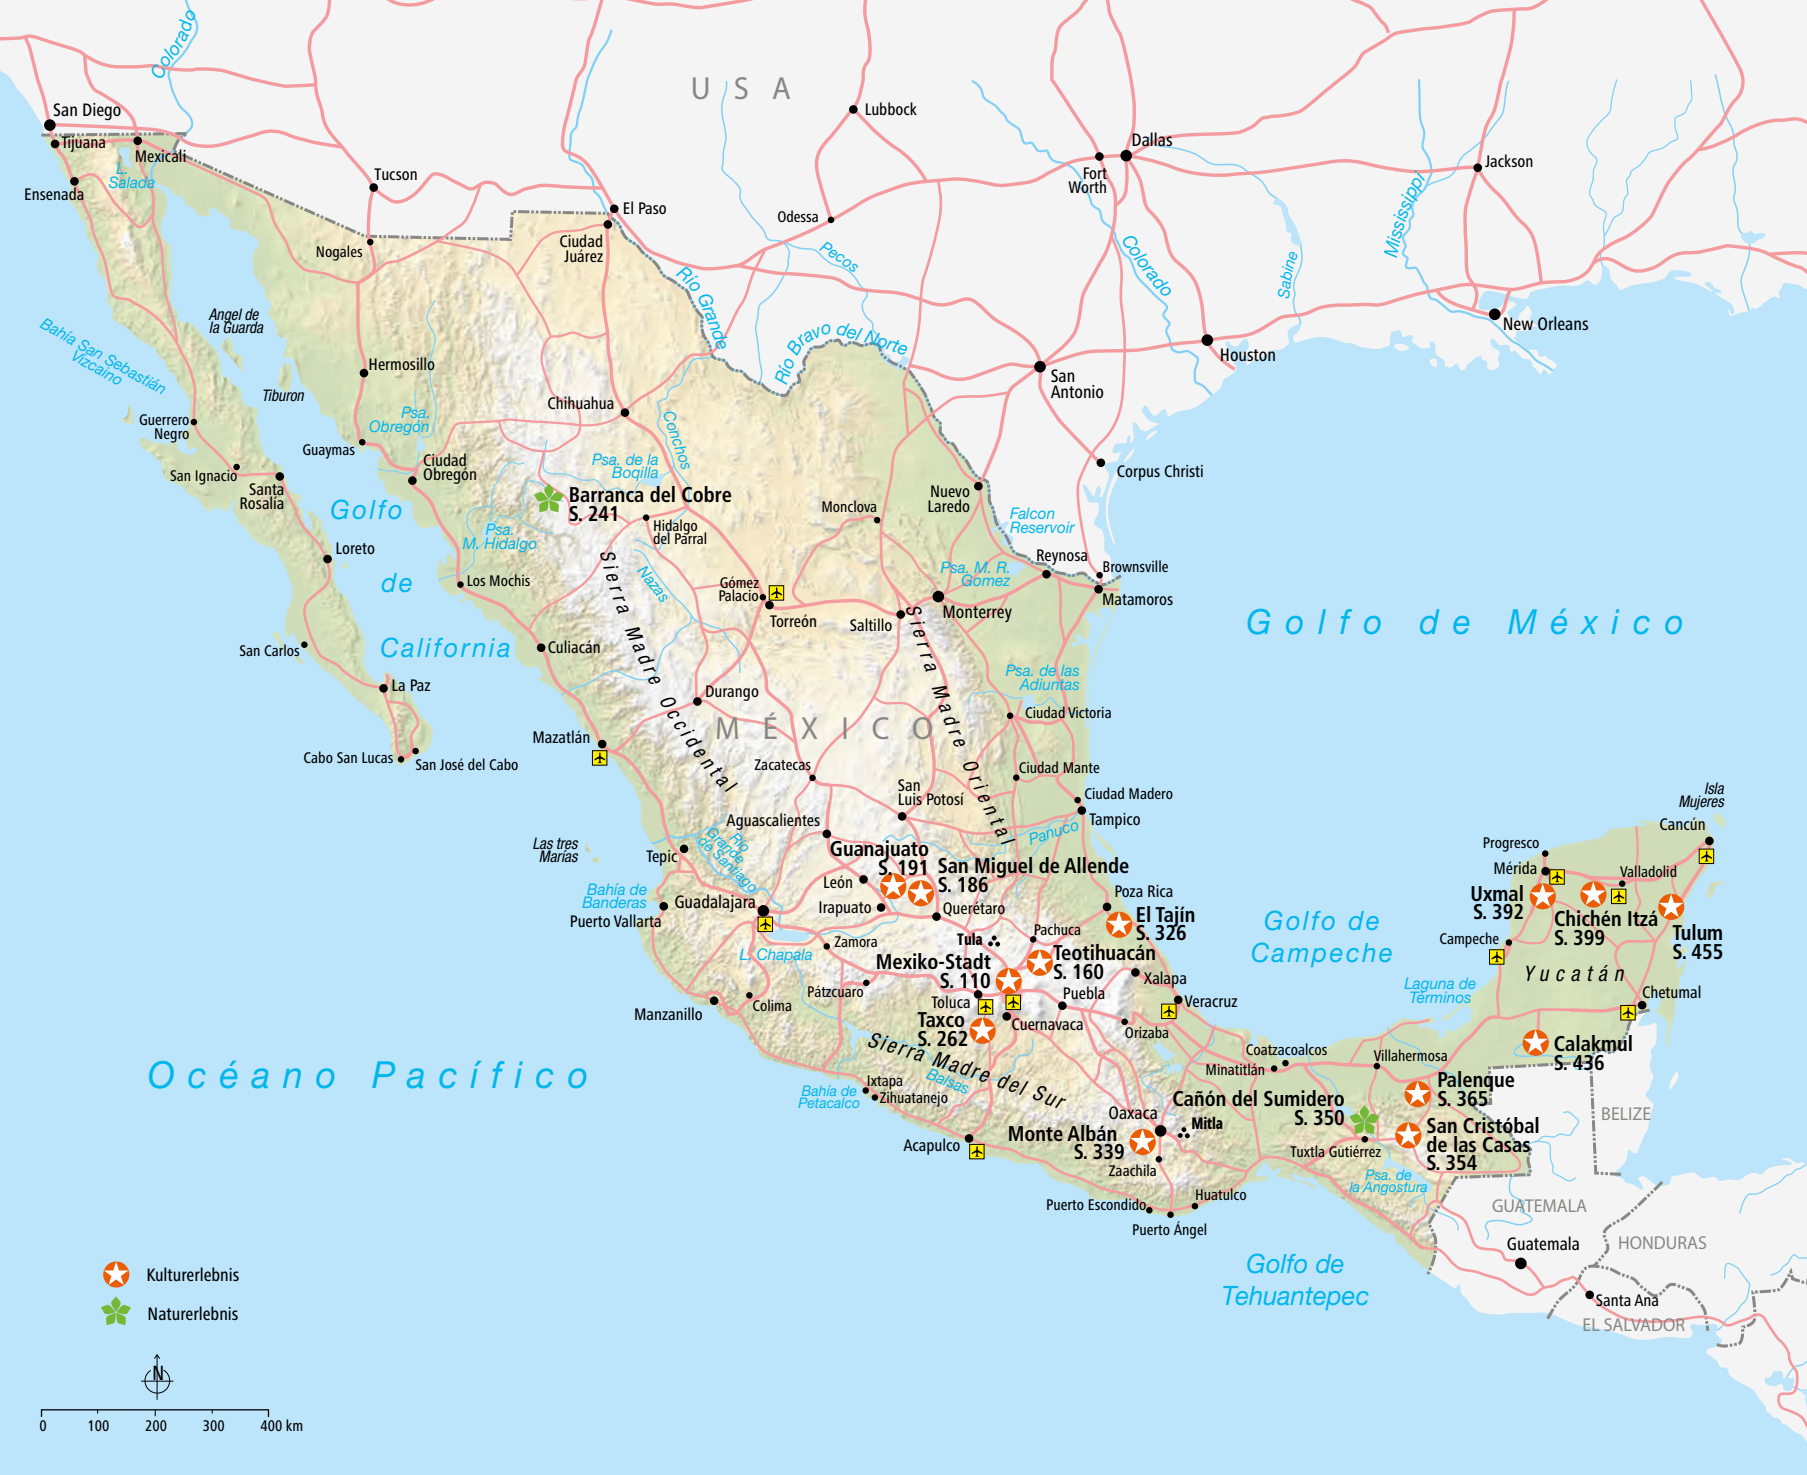 Colorado
USA
San Diego
Tijuana
Mexicali
L.
Salada
Ensenada
Tucson
Nogales
El Paso
Ciudad
Juárez
Lubbock
Odessa
Pecos
Río Grande
Río Bravo del Norte
Dallas
Fort
Worth
Colorado
Sabine
Mississippi
Jackson
New Orleans
Houston
San
Antonio
Corpus Christi
Angel de
la Guarda
Bahía San Sebastián
Vizcaino
Tiburon
Hermosillo
Guerrero
Negro
Psa.
Obregón
Guaymas
San Ignacio
Santa
Rosalía
Ciudad
Obregón
Chihuahua
Conchos
Psa. de la
Boqilla
Barranca del Cobre
S. 241
Hidalgo
del Parral
Psa.
M. Hidalgo
Golfo
de
California
Loreto
Los Mochis
Nazas
Monclova
Nuevo
Laredo
Falcon
Reservoir
Reynosa
Brownsville
Matamoros
Psa. M. R.
Gomez
Gómez
Palacio
Torreón
Saltillo
Monterrey
Golfo de México
Sierra Madre Occidental
Sierra Madre Oriental
San Carlos
Culiacán
La Paz
Durango
Psa. de las
Adiuntas
Ciudad Victoria
MÉXICO
Mazatlán
Cabo San Lucas
San José del Cabo
Zacatecas
Ciudad Mante
San
Luis Potosí
Ciudad Madero
Tampico
Panuco
Aguascalientes
Las tres
Marías
Tepic
Río
Grande
de Santiago
Guanajuato
S. 191
San Miguel de Allende
S. 186
León
Irapuato
Querétaro
Bahía de
Banderas
Puerto Vallarta
Guadalajara
L. Chapala
Zamora
Tula
Pachuca
Poza Rica
El Tajín
S. 326
Teotihuacán
S. 160
Mexiko-Stadt
S. 110
Pátzcuaro
Toluca
Puebla
Xalapa
Veracruz
Manzanillo
Colima
Taxco
S. 262
Cuernavaca
Orizaba
Sierra Madre del Sur
Balsas
Océano Pacífico
Bahía de
Petacalco
Ixtapa
Zihuatanejo
Acapulco
Oaxaca
Mitla
Monte Albán
S. 339
Zaachila
Puerto Escondido
Huatulco
Puerto Ángel
Isla
Mujeres
Cancún
Progresco
Mérida
Valladolid
Uxmal
S. 392
Chichén Itzá
S. 399
Tulum
S. 455
Golfo de
Campeche
Campeche
Yucatán
Laguna de
Términos
Chetumal
Calakmul
S. 436
Coatzacoalcos
Minatitlán
Villahermosa
Palenque
S. 365
Cañón del Sumidero
S. 350
San Cristóbal
de las Casas
S. 354
Tuxtla Gutiérrez
Psa. de
la Angostura
BELIZE
GUATEMALA
Guatemala
HONDURAS
Santa Ana
EL SALVADOR
Golfo de
Tehuantepec
Kulturerlebnis
Naturerlebnis
N
0 100 200 300 400 km